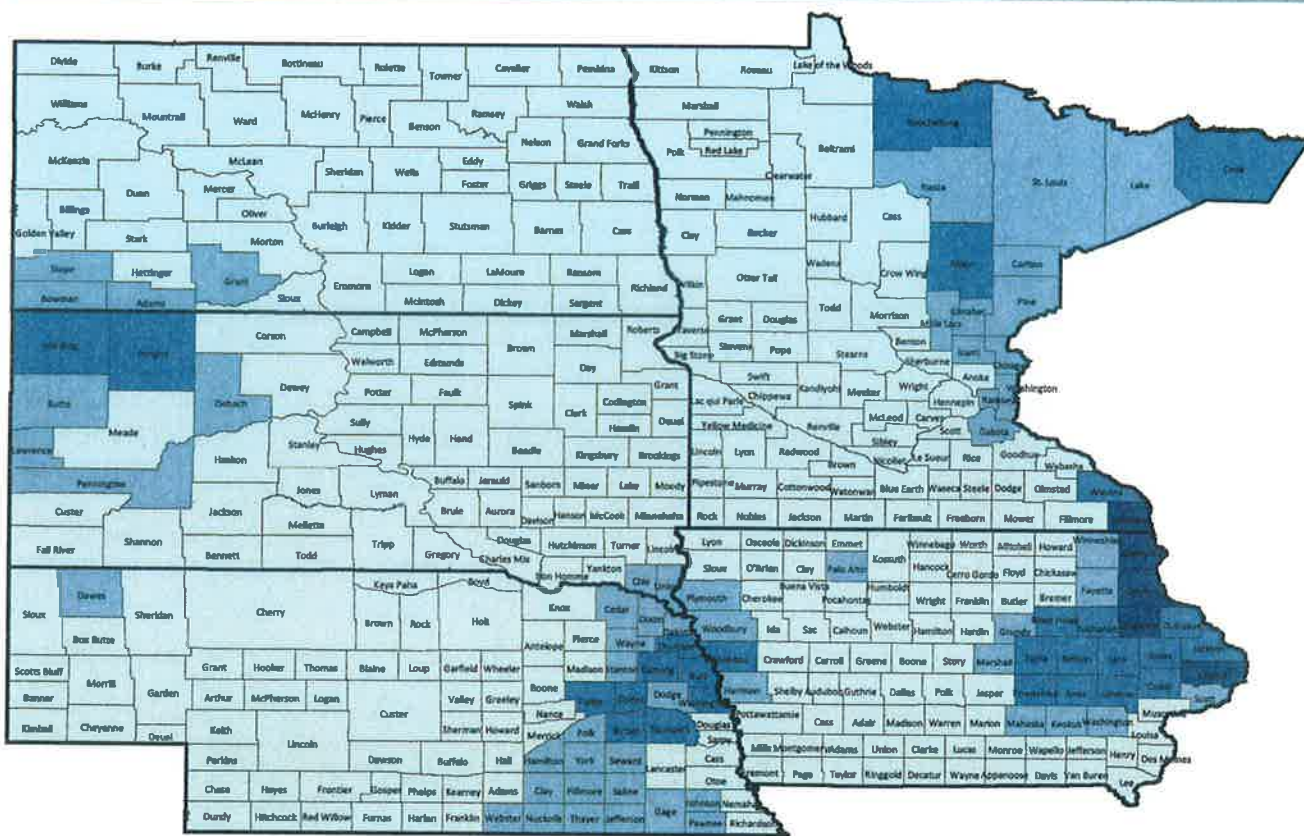 Divide Burke Renville Bottineau Rolette Towner Cavalier Pembina Kittson Roseau Lake of the Woods
Williams Mountrail Ward McHenry Pierce Benson Ramsey Walsh Marshall
Nelson Grand Forks Polk Pennington Red Lake Beltrami Koochiching
McKenzie McLean Sheridan Wells Eddy Foster Clearwater Itasca St. Louis Lake Cook
Dunn Mercer Oliver Griggs Steele Traill Norman Mahnomen
Billings Burleigh Kidder Stutsman Barnes Cass Clay Becker Hubbard Cass
Golden Valley Stark Morton Wadena Crow Wing Aitkin Carlton
Slope Hettinger Grant Emmons Logan LaMoure Ransom Richland Wilkin Otter Tail
Bowman Adams Sioux McIntosh Dickey Sargent Todd Morrison Mille Lacs Kanabec Pine
Harding Perkins Corson Campbell McPherson Brown Marshall Roberts Traverse Grant Douglas
Walworth Edmunds Day Big Stone Stevens Pope Stearns Benton Isanti
Butte Ziebach Dewey Potter Faulk Spink Clark Codington Grant Swift Kandiyohi Meeker Wright Sherburne Anoka Washington
Meade Sully Hamlin Deuel Lac qui Parle Chippewa McLeod Carver Hennepin Ramsey
Lawrence Haakon Stanley Hughes Hyde Hand Beadle Kingsbury Brookings Yellow Medicine Renville Sibley Scott Dakota
Pennington Lincoln Lyon Redwood Brown Nicollet Le Sueur Rice Goodhue Wabasha
Jones Lyman Buffalo Jerauld Sanborn Miner Lake Moody Pipestone Murray Cottonwood Watonwan Blue Earth Waseca Steele Dodge Olmsted Winona
Custer Jackson Brule Aurora Davison Hanson McCook Minnehaha Rock Nobles Jackson Martin Faribault Freeborn Mower Fillmore
Fall River Shannon Bennett Mellette Todd Tripp Gregory Douglas Charles Mix Hutchinson Turner Lincoln
Bon Homme Yankton Clay Union
Lyon Osceola Dickinson Emmet Kossuth Winnebago Worth Mitchell Howard Winneshiek
Sioux Dawes Sheridan Cherry Keya Paha Boyd Knox Cedar Dixon
Sioux O'Brien Clay Palo Alto Hancock Cerro Gordo Floyd Chickasaw Fayette
Box Butte Brown Rock Holt Antelope Pierce Wayne
Plymouth Cherokee Buena Vista Pocahontas Humboldt Wright Franklin Butler Bremer
Scotts Bluff Morrill Garden Grant Hooker Thomas Blaine Loup Garfield Wheeler Madison Stanton Cuming Burt
Woodbury Ida Sac Calhoun Webster Hamilton Hardin Grundy Black Hawk Buchanan Dubuque
Banner Arthur McPherson Logan Custer Valley Greeley Boone Nance Platte Dodge Washington
Crawford Carroll Greene Boone Story Marshall Tama Benton Linn Jones Jackson
Kimball Cheyenne Deuel Keith Lincoln Sherman Howard Merrick Polk Butler Saunders Douglas Sarpy
Harrison Shelby Audubon Guthrie Dallas Polk Jasper Poweshiek Iowa Johnson Cedar
Perkins Dawson Buffalo Hall Hamilton York Seward Lancaster Cass Otoe
Pottawattamie Cass Adair Madison Warren Marion Mahaska Keokuk Washington Louisa
Chase Hayes Frontier Gosper Phelps Kearney Adams Clay Fillmore Saline Gage Johnson Nemaha
Mills Montgomery Adams Union Clarke Lucas Monroe Wapello Jefferson Henry Des Moines
Dundy Hitchcock Red Willow Furnas Harlan Franklin Webster Nuckolls Thayer Jefferson Pawnee Richardson
Page Taylor Ringgold Decatur Wayne Appanoose Davis Van Buren Lee